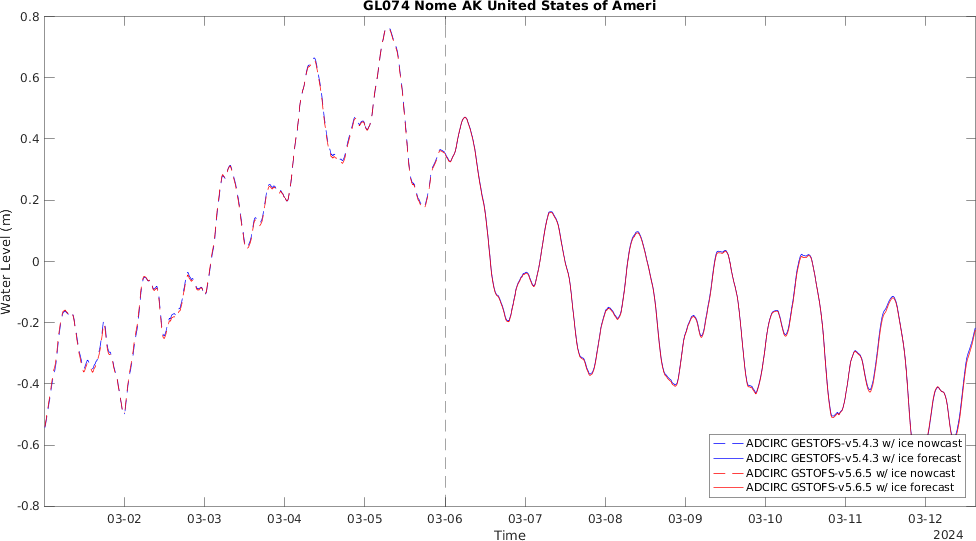 GL074 Nome AK United States of Ameri
0.8
0.6
0.4
0.2
0
-0.2
-0.4
-0.6
-0.8
Water Level (m)
ADCIRC GESTOFS-v5.4.3 w/ ice nowcast
ADCIRC GESTOFS-v5.4.3 w/ ice forecast
ADCIRC GSTOFS-v5.6.5 w/ ice nowcast
ADCIRC GSTOFS-v5.6.5 w/ ice forecast
03-02 03-03 03-04 03-05 03-06 03-07 03-08 03-09 03-10 03-11 03-12
Time
2024